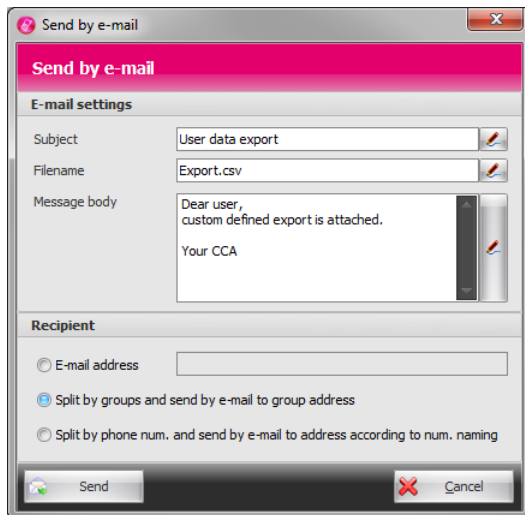 Send by e-mail
Send by e-mail
E-mail settings
Subject
User data export
Filename
Export.csv
Message body
Dear user,
custom defined export is attached.
Your CCA
Recipient
E-mail address
Split by groups and send by e-mail to group address
Split by phone num. and send by e-mail to address according to num. naming
Send
Cancel